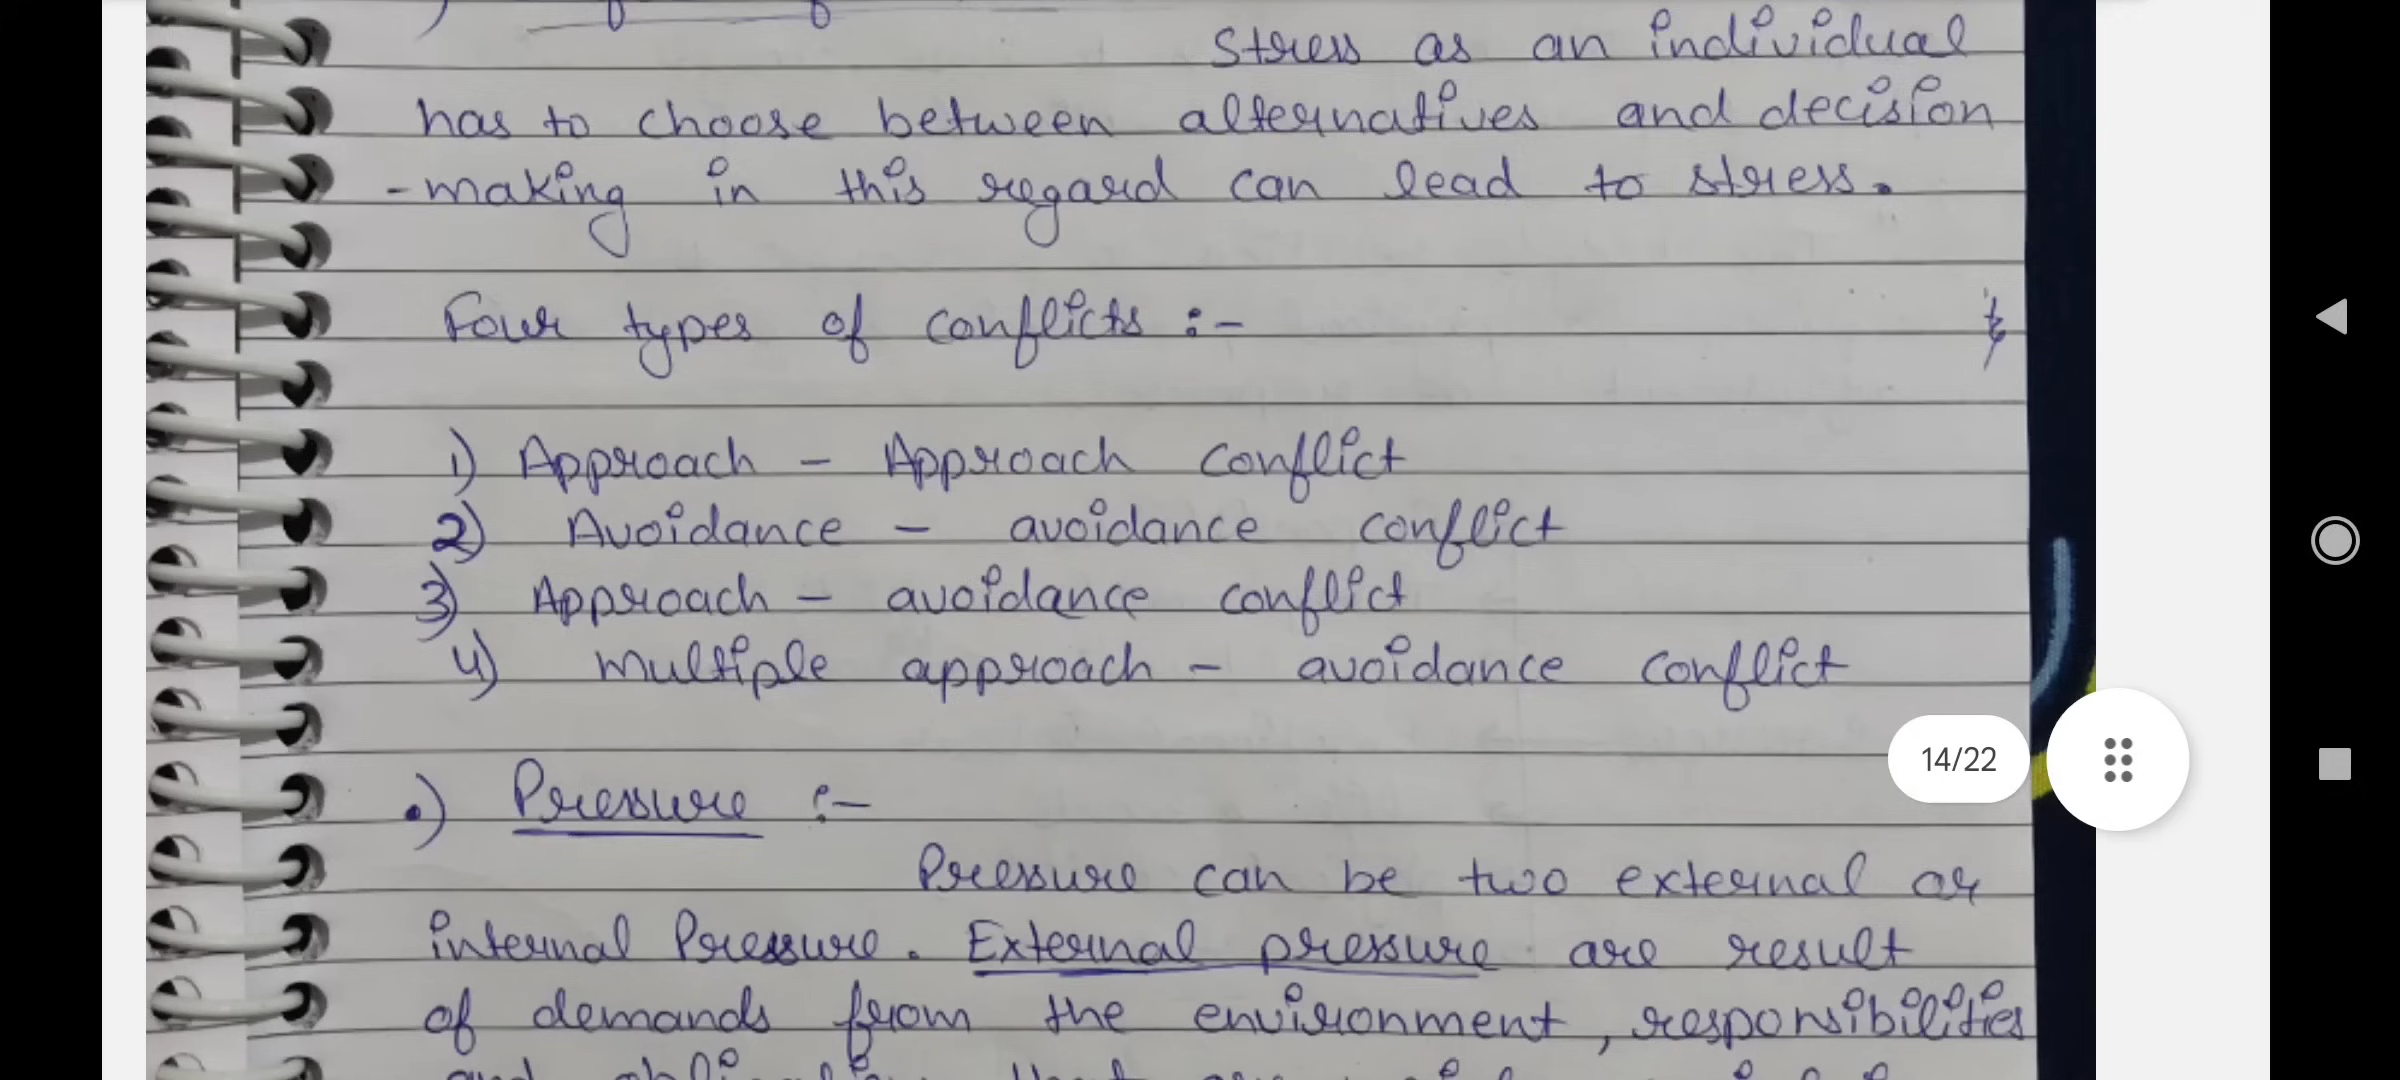 Stress as an individual
has to choose between alternatives and decision
-making in this regard can lead to stress.
Four types of conflicts :-
1) Approach - Approach conflict
2) Avoidance - avoidance conflict
3) Approach - avoidance conflict
4) Multiple approach - avoidance conflict
14/22
•) Pressure :-
Pressure can be two external or
internal Pressure. External pressure are result
of demands from the environment, responsibilities